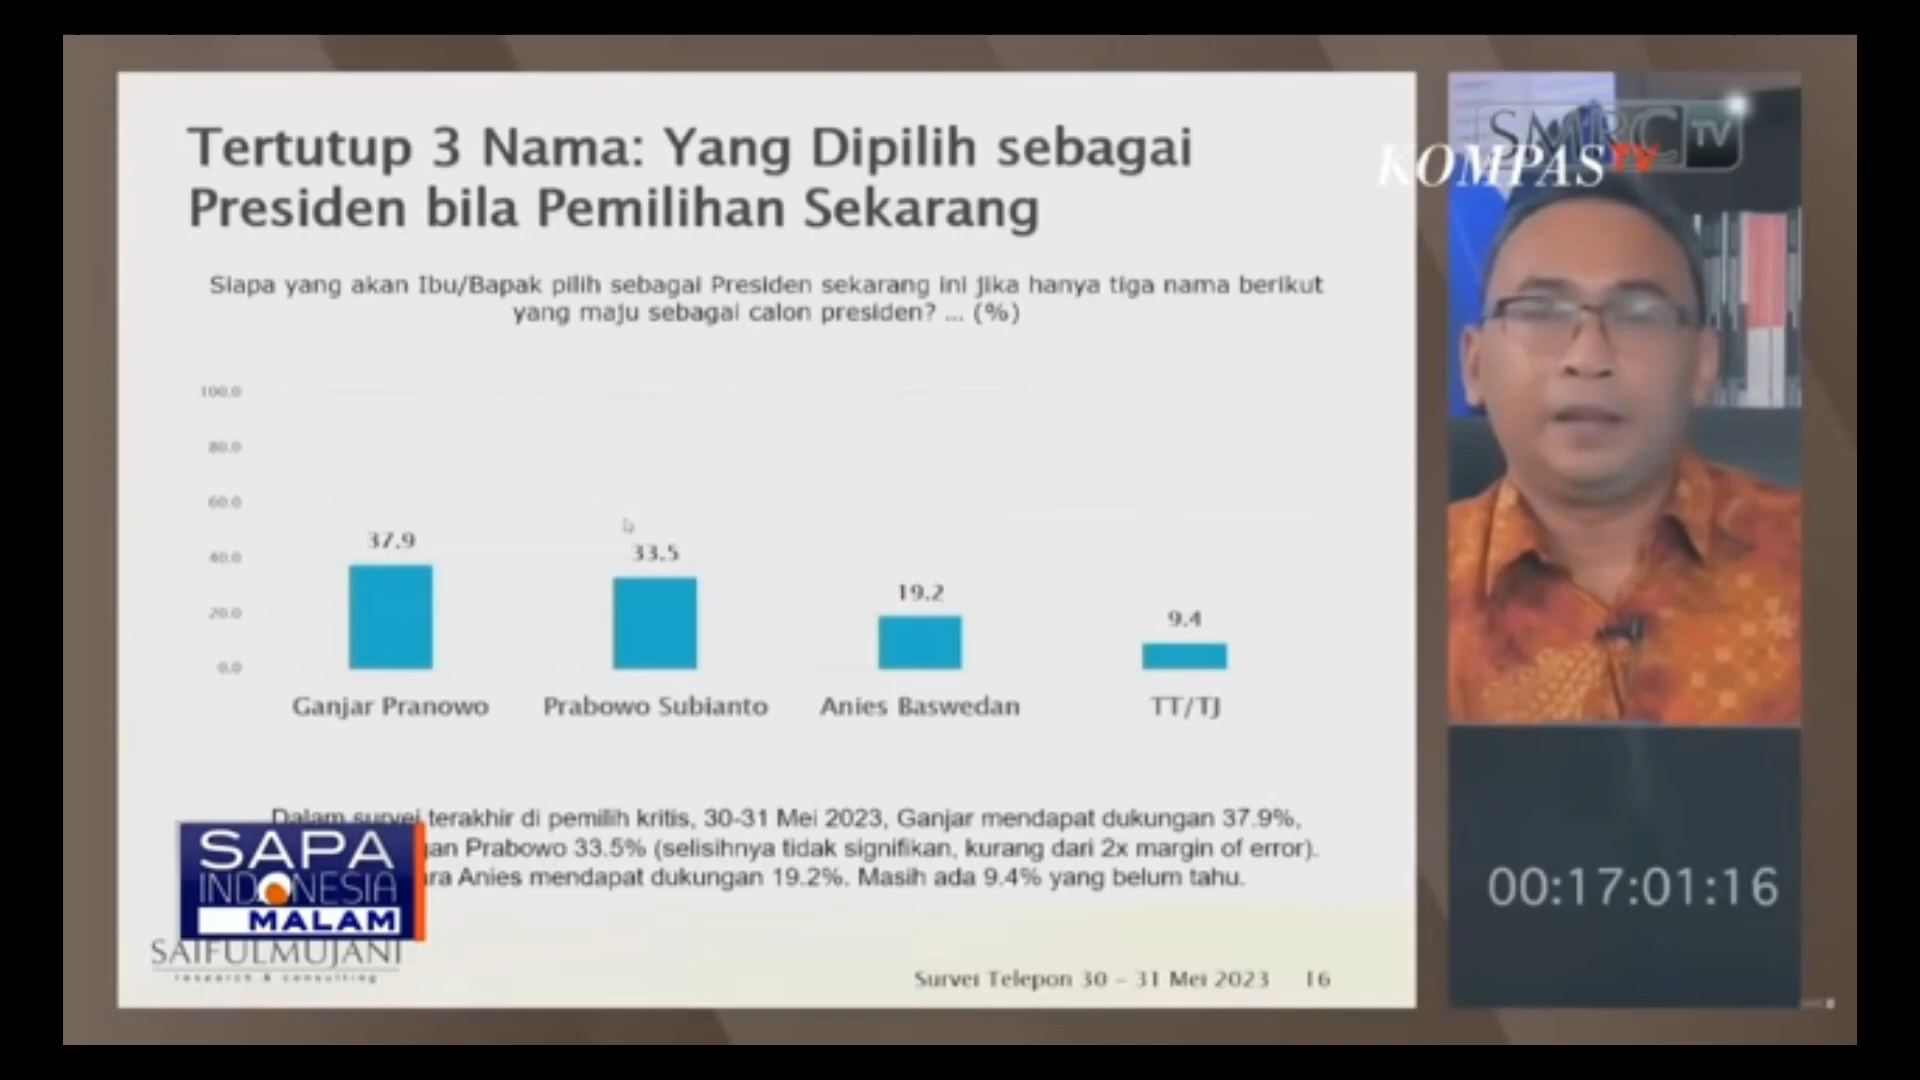 Tertutup 3 Nama: Yang Dipilih sebagai
Presiden bila Pemilihan Sekarang
Siapa yang akan Ibu/Bapak pilih sebagai Presiden sekarang ini jika hanya tiga nama berikut
yang maju sebagai calon presiden? ... (%)
100.0
80.0
60.0
40.0
20.0
0.0
37.9
33.5
19.2
9.4
Ganjar Pranowo
Prabowo Subianto
Anies Baswedan
TT/TJ
Dalam survei terakhir di pemilih kritis, 30-31 Mei 2023, Ganjar mendapat dukungan 37.9%,
Prabowo 33.5% (selisihnya tidak signifikan, kurang dari 2x margin of error).
Anies mendapat dukungan 19.2%. Masih ada 9.4% yang belum tahu.
SAPA
INDONESIA
MALAM
SAIFULMUJANI
research & consulting
Survei Telepon 30 – 31 Mei 2023 16
SMRC TV
KOMPAS TV
00:17:01:16